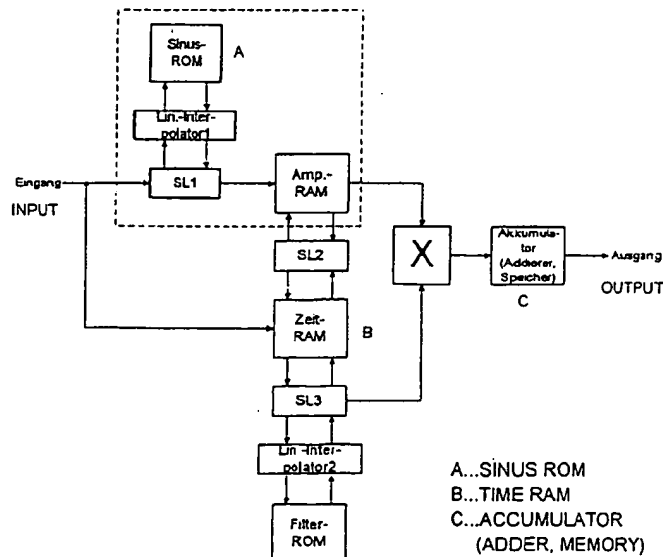 Sinus-
ROM
A
Lin.-Inter-
polator1
Eingang
INPUT
SL1
Amp.-
RAM
SL2
X
Akkumula-
tor
(Addierer,
Speicher)
C
Ausgang
OUTPUT
Zeit-
RAM
B
SL3
Lin.-Inter-
polator2
Filter-
ROM
A...SINUS ROM
B...TIME RAM
C...ACCUMULATOR
(ADDER, MEMORY)